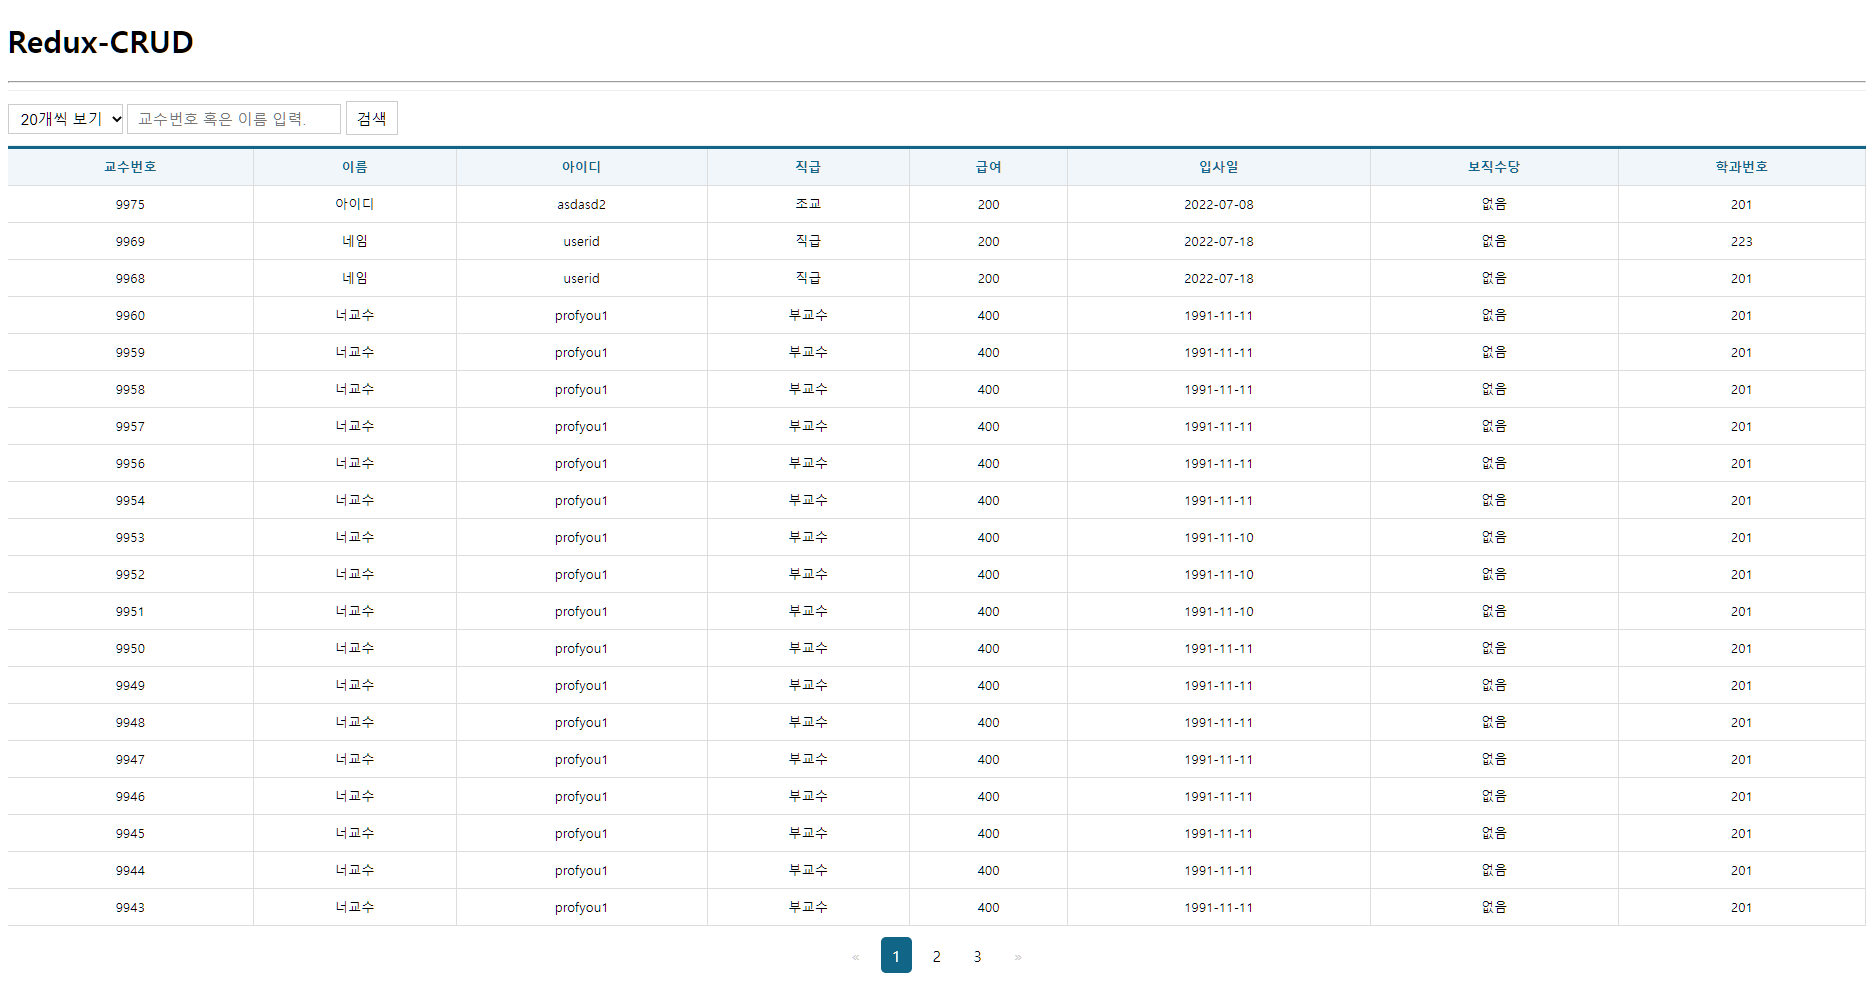 Redux-CRUD
20개씩 보기 교수번호 혹은 이름 입력. 검색
교수번호 이름 아이디 직급 급여 입사일 보직수당 학과번호
9975 아이디 asdasd2 조교 200 2022-07-08 없음 201
9969 네임 userid 직급 200 2022-07-18 없음 223
9968 네임 userid 직급 200 2022-07-18 없음 201
9960 너교수 profyou1 부교수 400 1991-11-11 없음 201
9959 너교수 profyou1 부교수 400 1991-11-11 없음 201
9958 너교수 profyou1 부교수 400 1991-11-11 없음 201
9957 너교수 profyou1 부교수 400 1991-11-11 없음 201
9956 너교수 profyou1 부교수 400 1991-11-11 없음 201
9954 너교수 profyou1 부교수 400 1991-11-11 없음 201
9953 너교수 profyou1 부교수 400 1991-11-10 없음 201
9952 너교수 profyou1 부교수 400 1991-11-10 없음 201
9951 너교수 profyou1 부교수 400 1991-11-10 없음 201
9950 너교수 profyou1 부교수 400 1991-11-11 없음 201
9949 너교수 profyou1 부교수 400 1991-11-11 없음 201
9948 너교수 profyou1 부교수 400 1991-11-11 없음 201
9947 너교수 profyou1 부교수 400 1991-11-11 없음 201
9946 너교수 profyou1 부교수 400 1991-11-11 없음 201
9945 너교수 profyou1 부교수 400 1991-11-11 없음 201
9944 너교수 profyou1 부교수 400 1991-11-11 없음 201
9943 너교수 profyou1 부교수 400 1991-11-11 없음 201
« 1 2 3 »